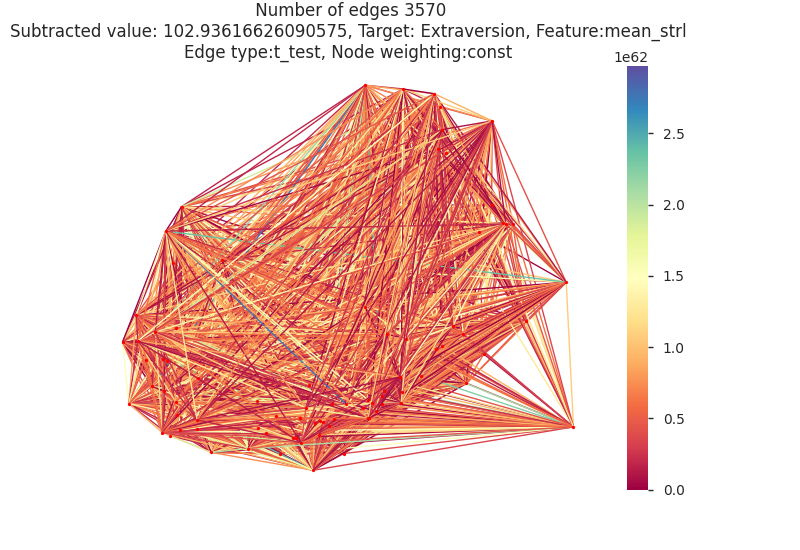 Number of edges 3570
Subtracted value: 102.93616626090575, Target: Extraversion, Feature:mean_strl
Edge type:t_test, Node weighting:const
1e62
2.5
2.0
1.5
1.0
0.5
0.0